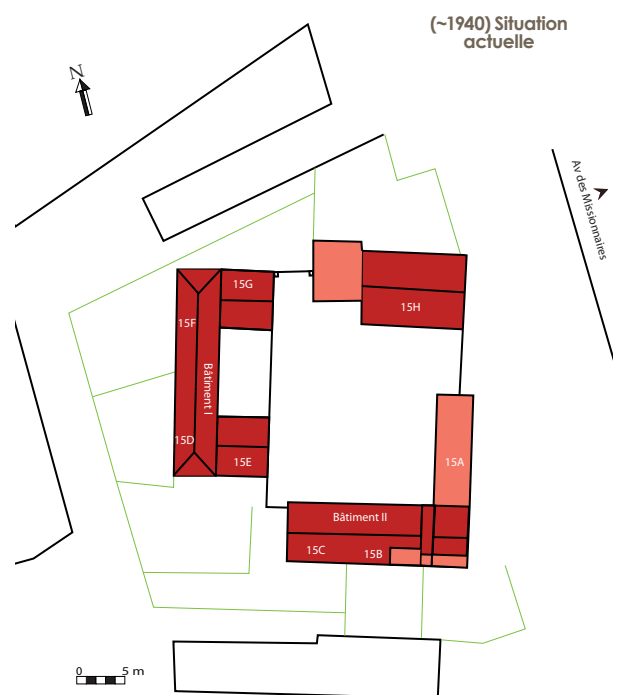 (~1940) Situation
actuelle
N
Av des Missionnaires
15G
15F
15H
Bâtiment I
15D
15E
15A
Bâtiment II
15C
15B
0 5 m